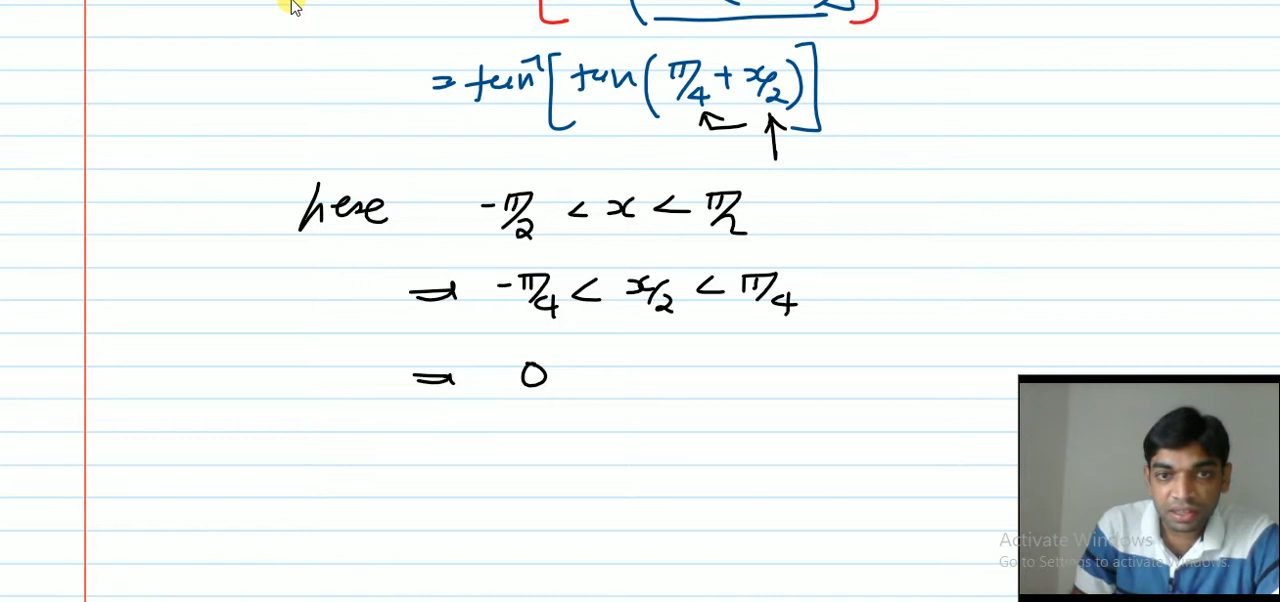 = tan⁻¹[tan(π/4 + x/2)]
here -π/2 < x < π/2
⇒ -π/4 < x/2 < π/4
⇒ 0
Activate Windows
Go to Settings to activate Windows.